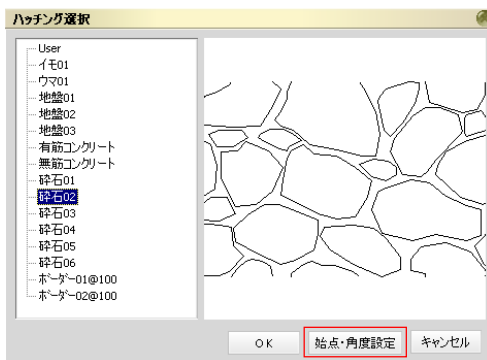 ハッチング選択
User
イモ01
ウマ01
地盤01
地盤02
地盤03
有筋コンクリート
無筋コンクリート
砕石01
砕石02
砕石03
砕石04
砕石05
砕石06
ボーダー01@100
ボーダー02@100
OK
始点・角度設定
キャンセル